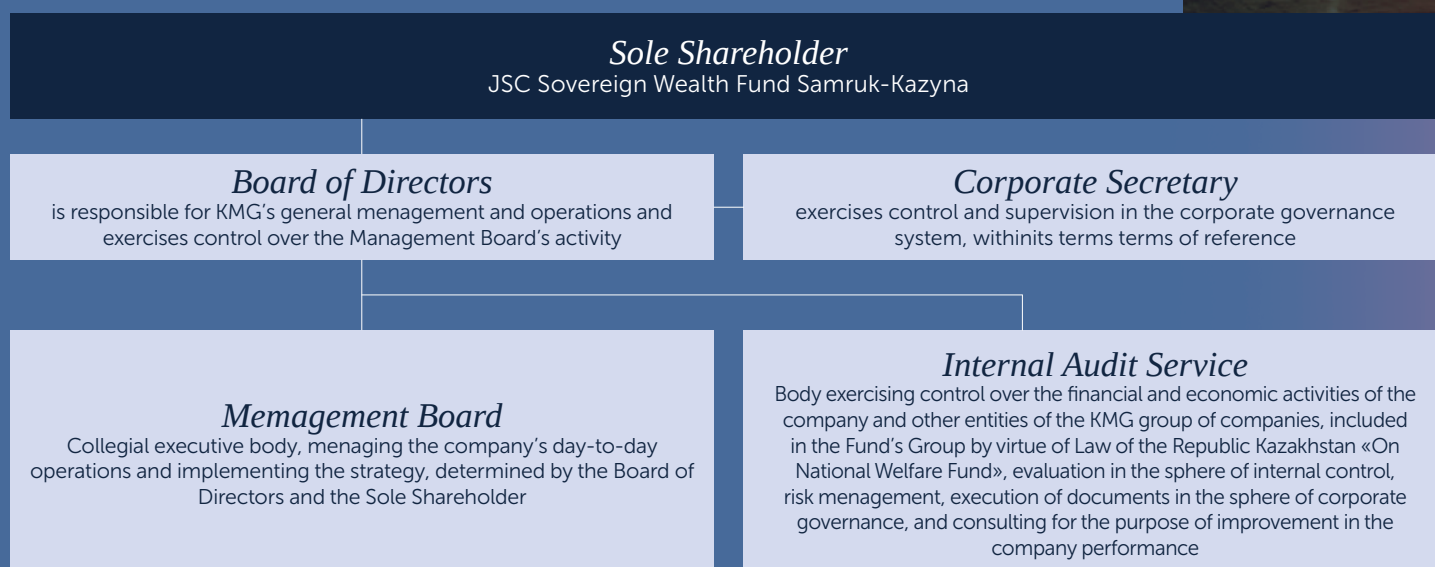 Sole Shareholder
JSC Sovereign Wealth Fund Samruk-Kazyna
Board of Directors
is responsible for KMG's general menagement and operations and
exercises control over the Management Board's activity
Corporate Secretary
exercises control and supervision in the corporate governance
system, withinits terms terms of reference
Memagement Board
Collegial executive body, menaging the company's day-to-day
operations and implementing the strategy, determined by the Board of
Directors and the Sole Shareholder
Internal Audit Service
Body exercising control over the financial and economic activities of the
company and other entities of the KMG group of companies, included
in the Fund's Group by virtue of Law of the Republic Kazakhstan «On
National Welfare Fund», evaluation in the sphere of internal control,
risk menagement, execution of documents in the sphere of corporate
governance, and consulting for the purpose of improvement in the
company performance